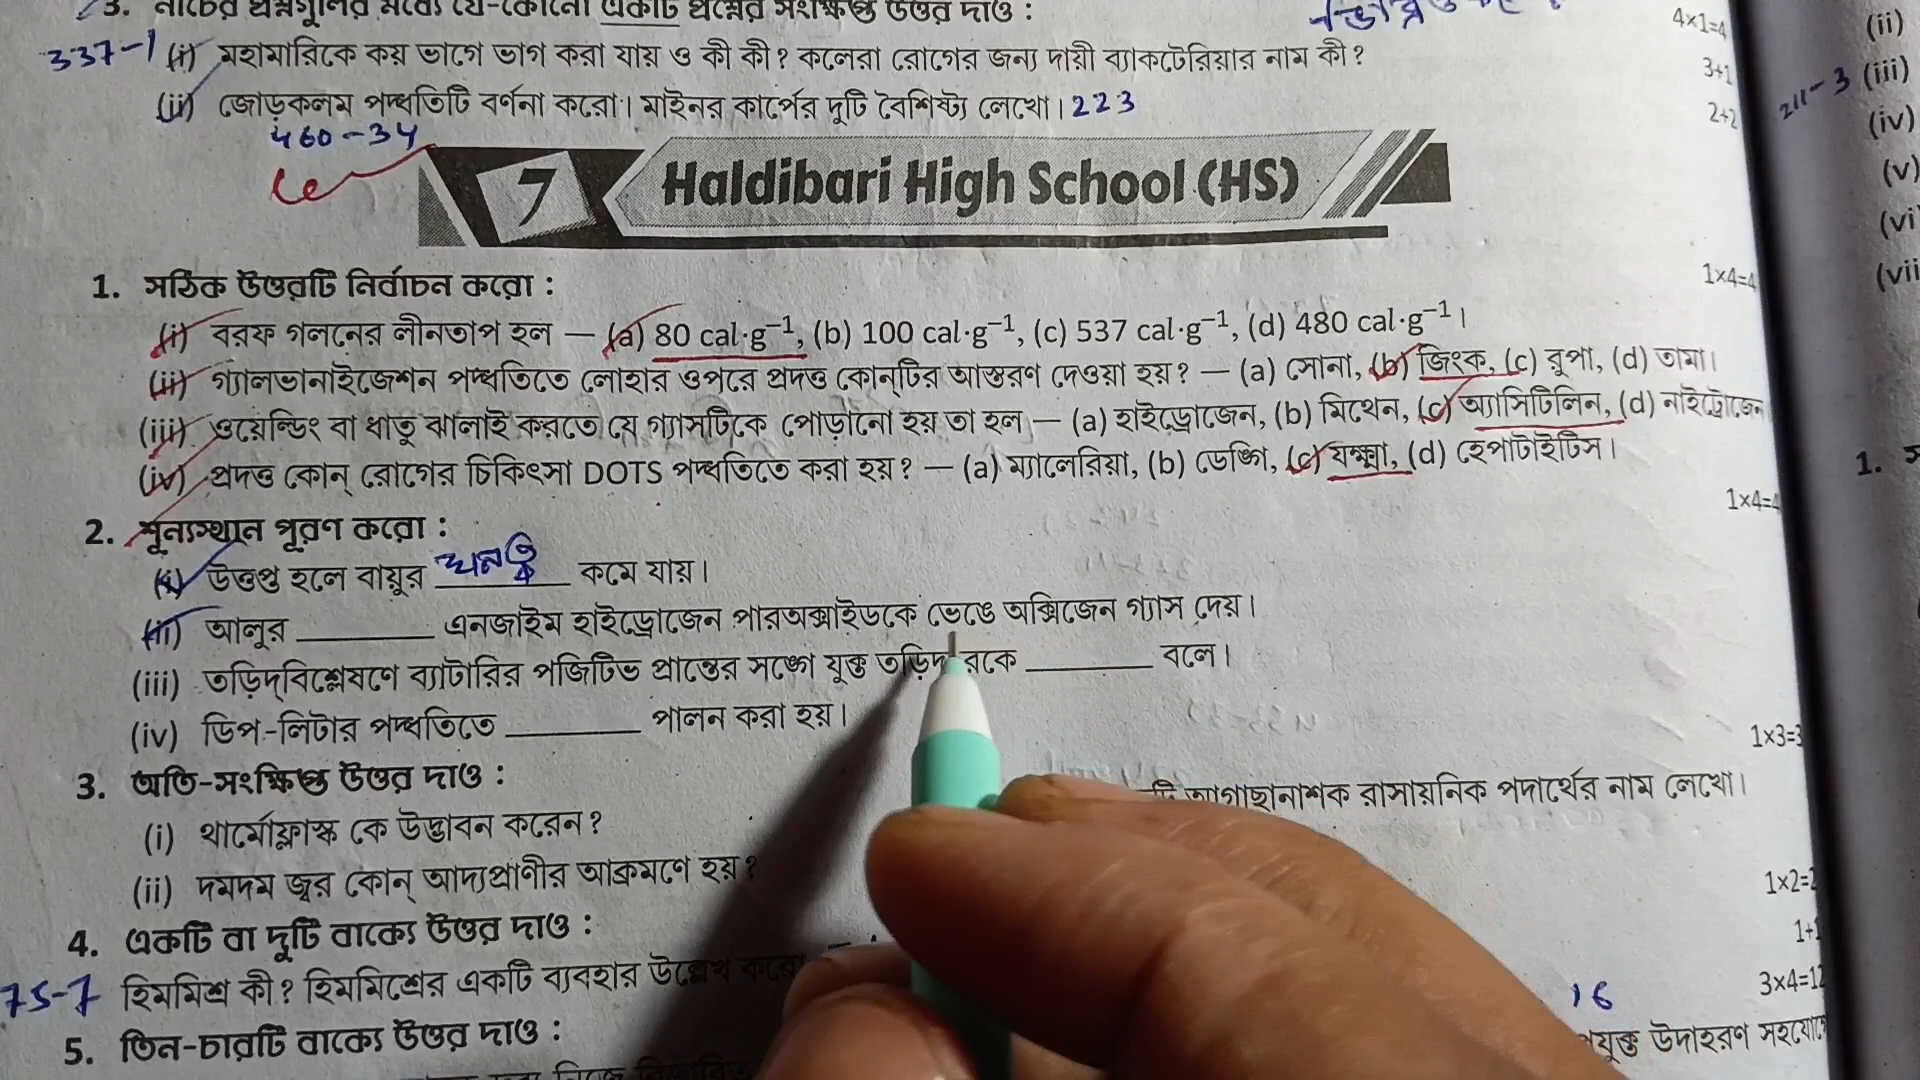 3. নীচের প্রশ্নগুলির মধ্যে যে-কোনো একটি প্রশ্নের সংক্ষিপ্ত উত্তর দাও :
4×1=4
337-1 (i) মহামারিকে কয় ভাগে ভাগ করা যায় ও কী কী? কলেরা রোগের জন্য দায়ী ব্যাকটেরিয়ার নাম কী?
3+1
(ii) জোড়কলম পদ্ধতিটি বর্ণনা করো। মাইনর কার্পের দুটি বৈশিষ্ট্য লেখো। 223
2+2
460-34
7 Haldibari High School (HS)
1. সঠিক উত্তরটি নির্বাচন করো :
1×4=4
(i) বরফ গলনের লীনতাপ হল — (a) 80 cal·g⁻¹, (b) 100 cal·g⁻¹, (c) 537 cal·g⁻¹, (d) 480 cal·g⁻¹।
(ii) গ্যালভানাইজেশন পদ্ধতিতে লোহার ওপরে প্রদত্ত কোন্‌টির আস্তরণ দেওয়া হয়? — (a) সোনা, (b) জিংক, (c) রুপা, (d) তামা।
(iii) ওয়েল্ডিং বা ধাতু ঝালাই করতে যে গ্যাসটিকে পোড়ানো হয় তা হল — (a) হাইড্রোজেন, (b) মিথেন, (c) অ্যাসিটিলিন, (d) নাইট্রোজেন
(iv) প্রদত্ত কোন্ রোগের চিকিৎসা DOTS পদ্ধতিতে করা হয়? — (a) ম্যালেরিয়া, (b) ডেঙ্গি, (c) যক্ষ্মা, (d) হেপাটাইটিস।
2. শূন্যস্থান পূরণ করো :
1×4=4
(i) উত্তপ্ত হলে বায়ুর ঘনত্ব কমে যায়।
(ii) আলুর ________ এনজাইম হাইড্রোজেন পারঅক্সাইডকে ভেঙে অক্সিজেন গ্যাস দেয়।
(iii) তড়িদ্‌বিশ্লেষণে ব্যাটারির পজিটিভ প্রান্তের সঙ্গে যুক্ত ________ বলে।
(iv) ডিপ-লিটার পদ্ধতিতে ________ পালন করা হয়।
3. অতি-সংক্ষিপ্ত উত্তর দাও :
1×3=3
(i) থার্মোফ্লাস্ক কে উদ্ভাবন করেন?
আগাছানাশক রাসায়নিক পদার্থের নাম লেখো।
(ii) দমদম জ্বর কোন্ আদ্যপ্রাণীর আক্রমণে হয়?
4. একটি বা দুটি বাক্যে উত্তর দাও :
1×2=2
75-7 হিমমিশ্র কী? হিমমিশ্রের একটি ব্যবহার উল্লেখ করো
1+1
5. তিন-চারটি বাক্যে উত্তর দাও :
3×4=12
16
উদাহরণ
(ii)
211-3 (iii)
(iv)
(v)
(vi
(vii
1.